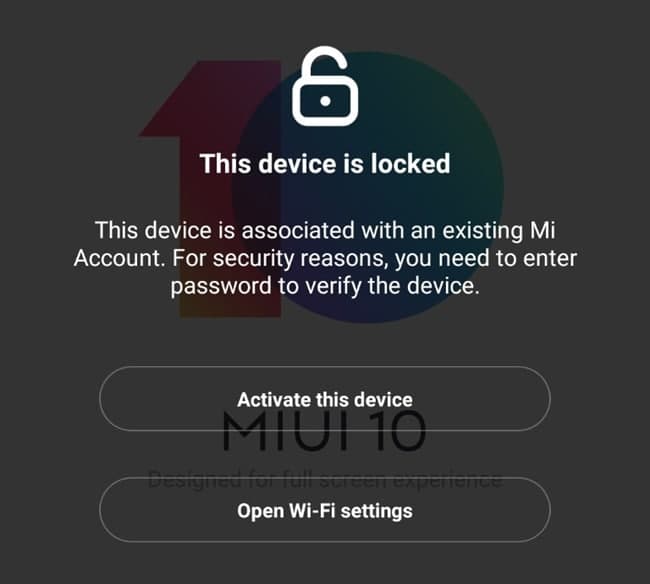 10
This device is locked
This device is associated with an existing Mi
Account. For security reasons, you need to enter
password to verify the device.
Activate this device
MIUI 10
Designed for full screen experience
Open Wi-Fi settings